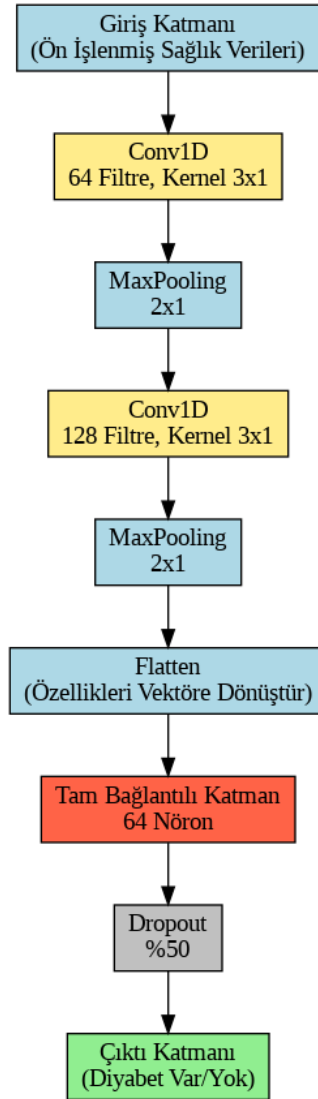 Giriş Katmanı
(Ön İşlenmiş Sağlık Verileri)
Conv1D
64 Filtre, Kernel 3x1
MaxPooling
2x1
Conv1D
128 Filtre, Kernel 3x1
MaxPooling
2x1
Flatten
(Özellikleri Vektöre Dönüştür)
Tam Bağlantılı Katman
64 Nöron
Dropout
%50
Çıktı Katmanı
(Diyabet Var/Yok)